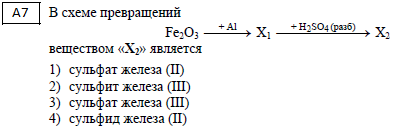 А7 В схеме превращений
Fe₂O₃ + Al → X₁ + H₂SO₄ (разб) → X₂
веществом «X₂» является
1) сульфат железа (II)
2) сульфит железа (III)
3) сульфат железа (III)
4) сульфид железа (II)